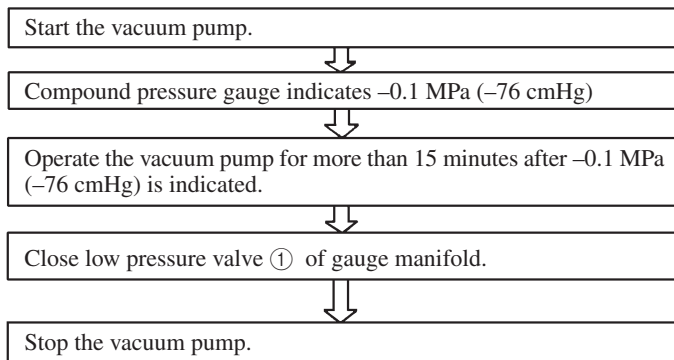 Start the vacuum pump.
Compound pressure gauge indicates –0.1 MPa (–76 cmHg)
Operate the vacuum pump for more than 15 minutes after –0.1 MPa
(–76 cmHg) is indicated.
Close low pressure valve ① of gauge manifold.
Stop the vacuum pump.